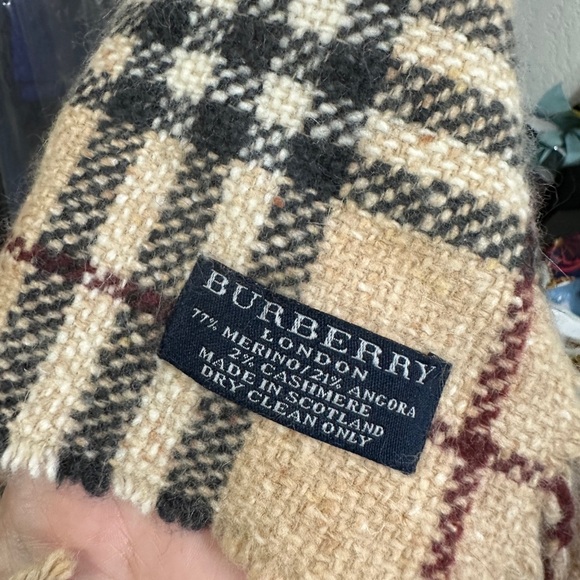 BURBERRY
LONDON
77% MERINO/21% ANGORA
2% CASHMERE
MADE IN SCOTLAND
DRY CLEAN ONLY